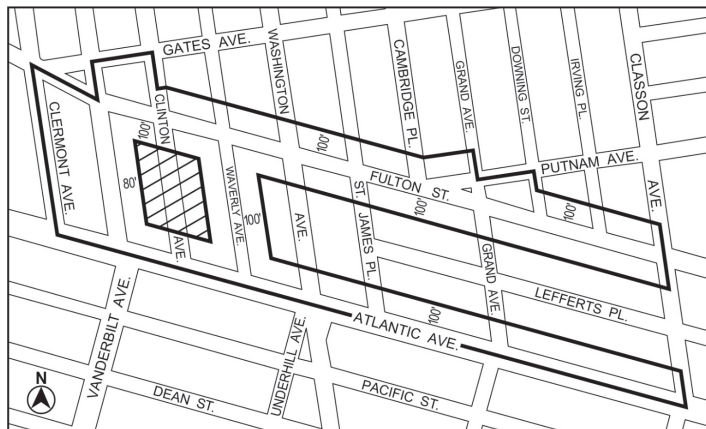 GATES AVE.
WASHINGTON
AVE.
CAMBRIDGE PL.
GRAND AVE.
DOWNING ST.
IRVING PL.
CLASSON
AVE.
CLERMONT AVE.
100'
CLINTON
AVE.
80'
WAVERLY AVE.
100'
100'
FULTON ST.
100'
PUTNAM AVE.
100'
ST. JAMES PL.
GRAND AVE.
LEFFERTS PL.
100'
ATLANTIC AVE.
VANDERBILT AVE.
UNDERHILL AVE.
DEAN ST.
PACIFIC ST.
N